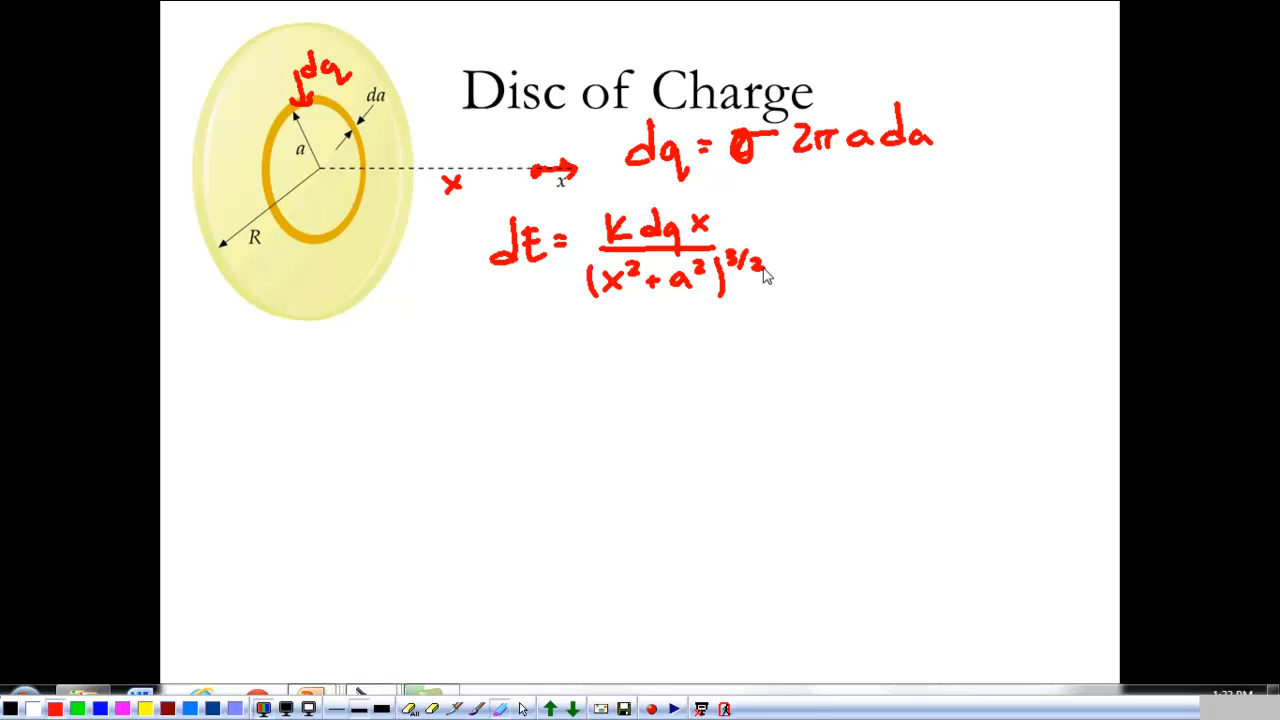 dq
da
Disc of Charge
a
dq = σ 2π a da
x
x
R
dE = k dq x / (x² + a²)^3/2